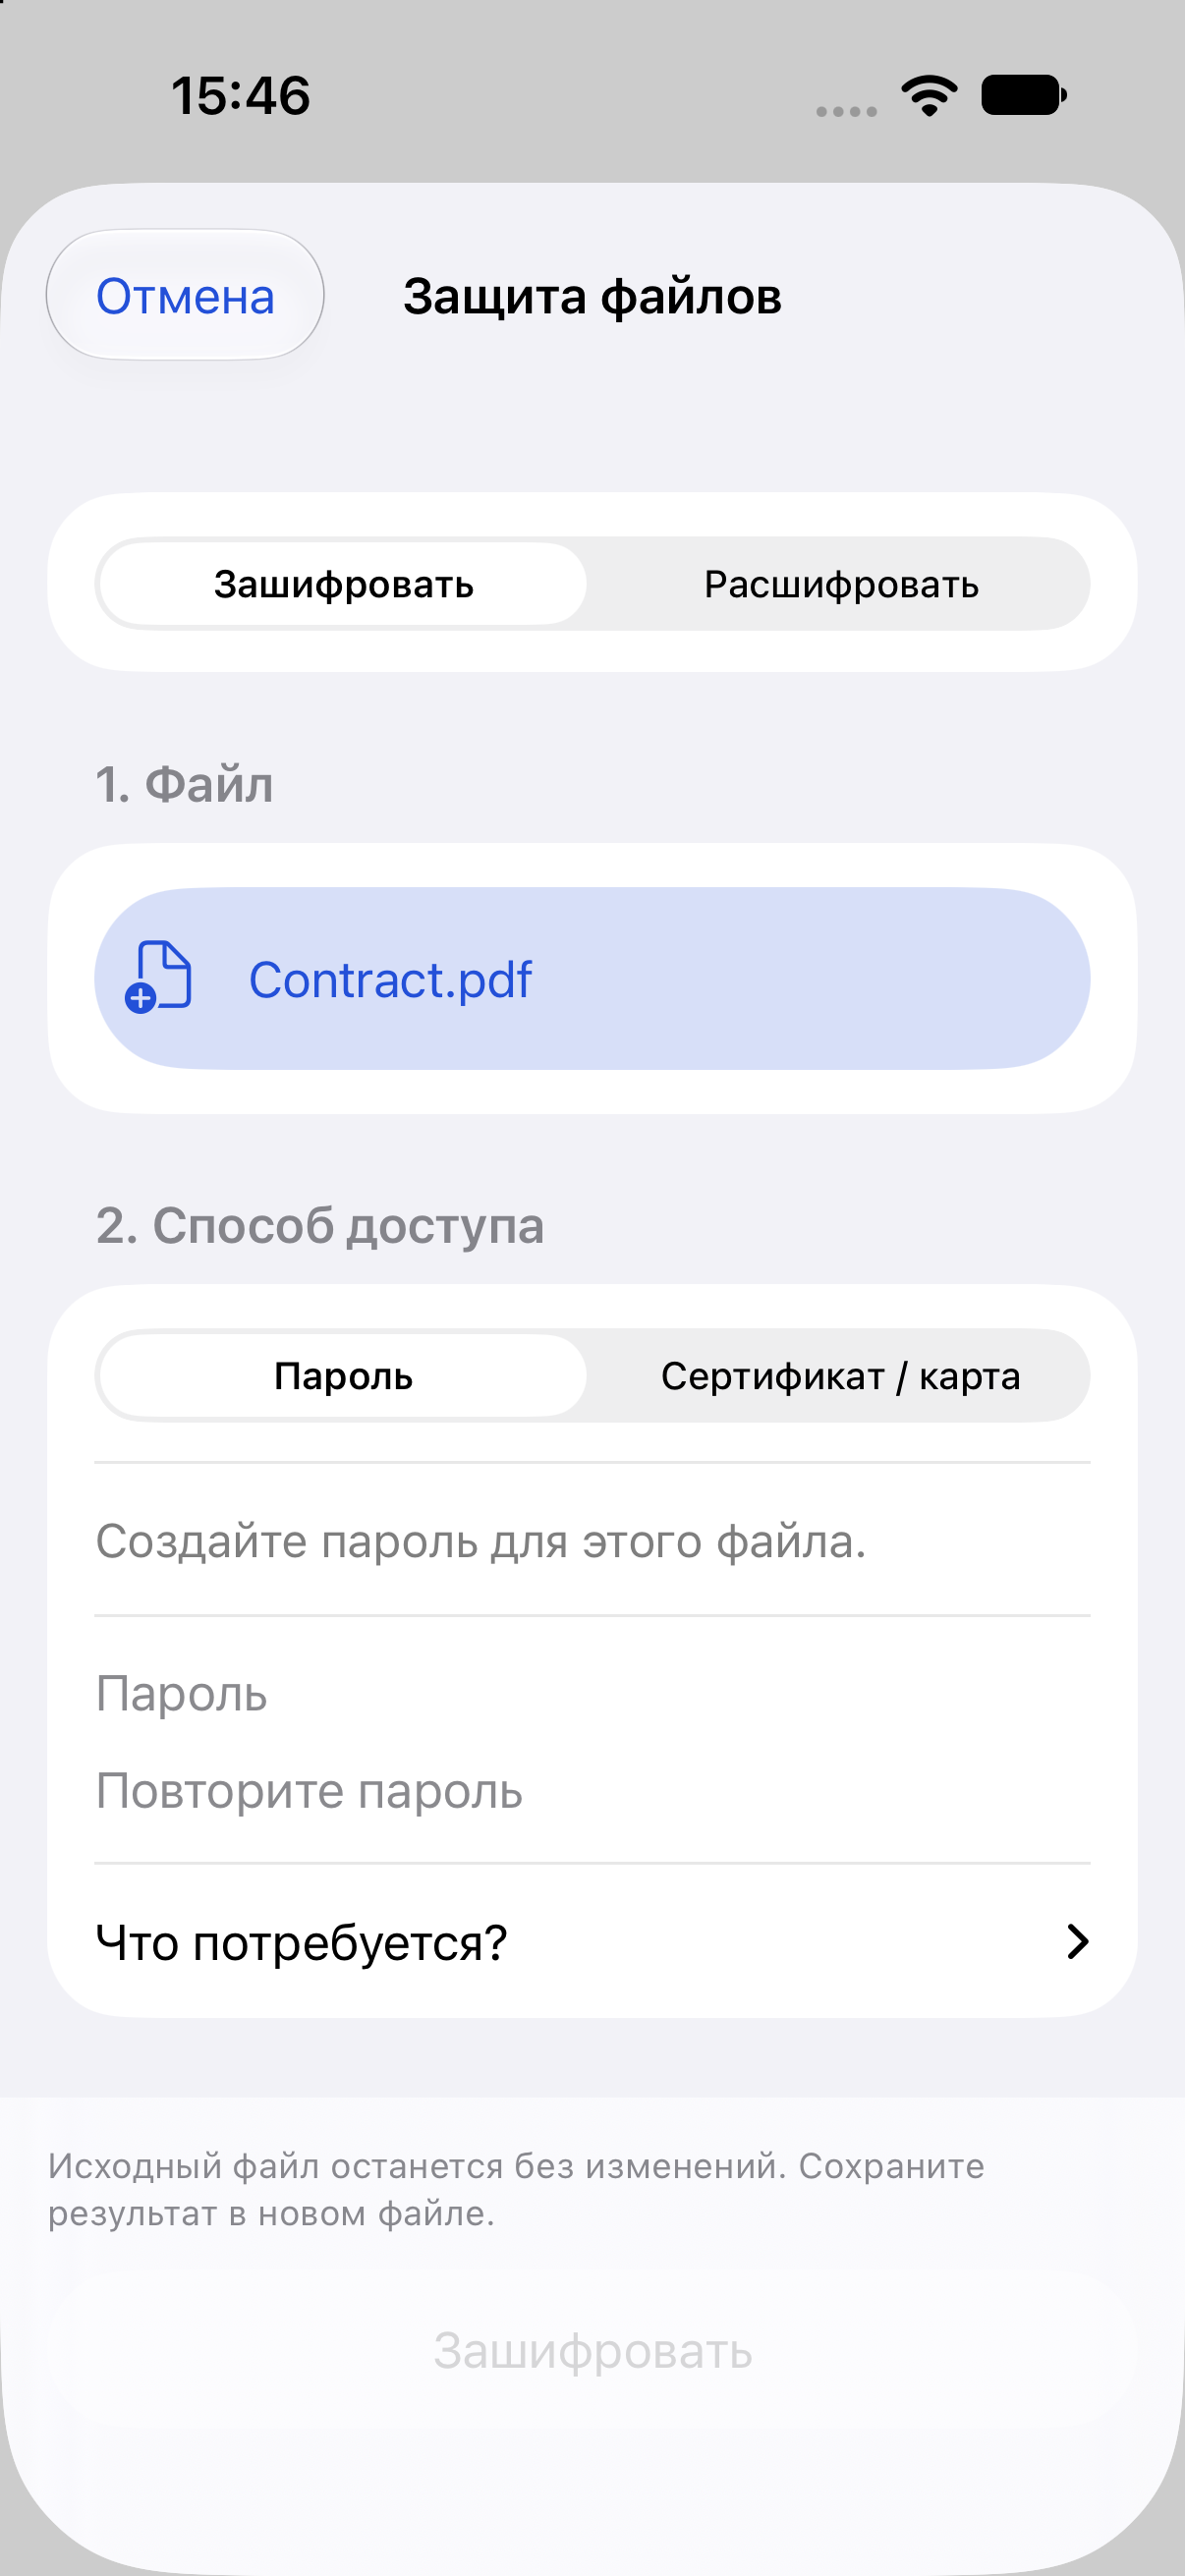 15:46
Отмена
Защита файлов
Зашифровать
Расшифровать
1. Файл
Contract.pdf
2. Способ доступа
Пароль
Сертификат / карта
Создайте пароль для этого файла.
Пароль
Повторите пароль
Что потребуется?
Исходный файл останется без изменений. Сохраните
результат в новом файле.
Зашифровать